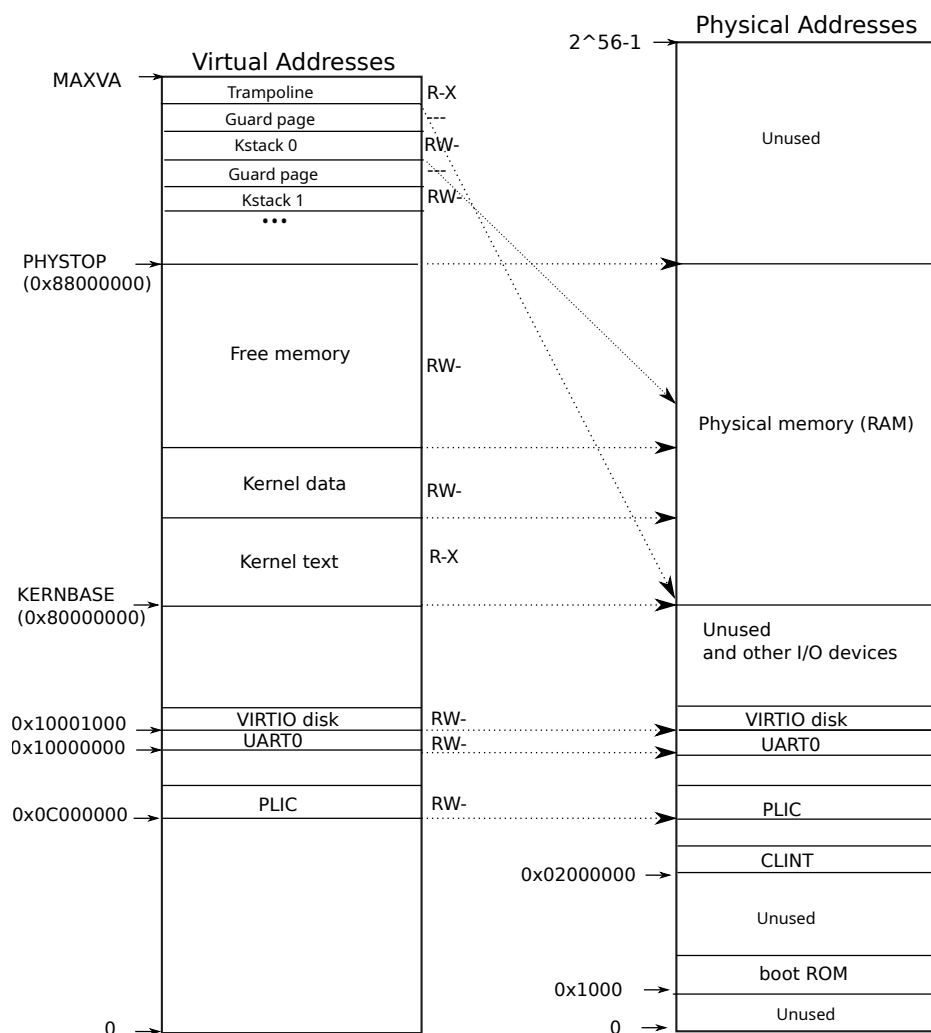 Physical Addresses
2^56-1
Virtual Addresses
MAXVA
Trampoline
R-X
Guard page
---
Unused
Kstack 0
RW-
Guard page
---
Kstack 1
RW-
...
PHYSTOP
(0x88000000)
Free memory
RW-
Physical memory (RAM)
Kernel data
RW-
Kernel text
R-X
KERNBASE
(0x80000000)
Unused
and other I/O devices
0x10001000
VIRTIO disk
RW-
VIRTIO disk
0x10000000
UART0
RW-
UART0
0x0C000000
PLIC
RW-
PLIC
CLINT
0x02000000
Unused
boot ROM
0x1000
Unused
0
0